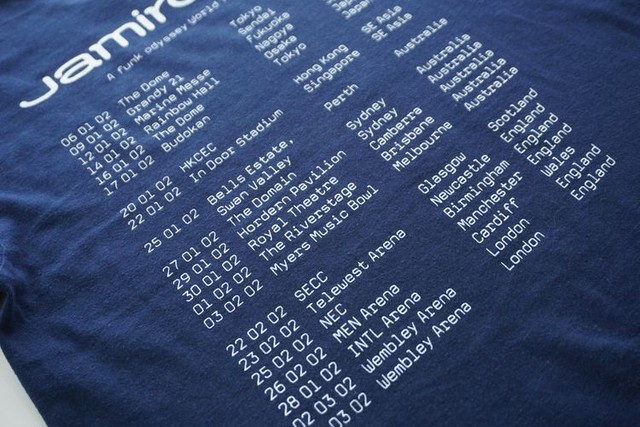 Jamiro
A funk odyssey World
06 01 02 The Dome Tokyo
09 01 02 Grandy 21 Sendai
12 01 02 Marine Messe Fukuoka
14 01 02 Rainbow Hall Nagoya
16 01 02 The Dome Osaka
17 01 02 Budokan Tokyo
20 01 02 HKCEC Hong Kong SE Asia
22 01 02 In Door Stadium Singapore SE Asia
25 01 02 Bells Estate, Perth Australia
Swan Valley
27 01 02 The Domain Sydney Australia
29 01 02 Hordern Pavilion Sydney Australia
30 01 02 Royal Theatre Canberra Australia
01 02 02 The Riverstage Brisbane Australia
03 02 02 Myers Music Bowl Melbourne Australia
22 02 02 SECC Glasgow Scotland
23 02 02 Telewest Arena Newcastle England
25 02 02 NEC Birmingham England
26 02 02 MEN Arena Manchester England
28 01 02 INTL Arena Cardiff Wales
02 03 02 Wembley Arena London England
03 02 Wembley Arena London England